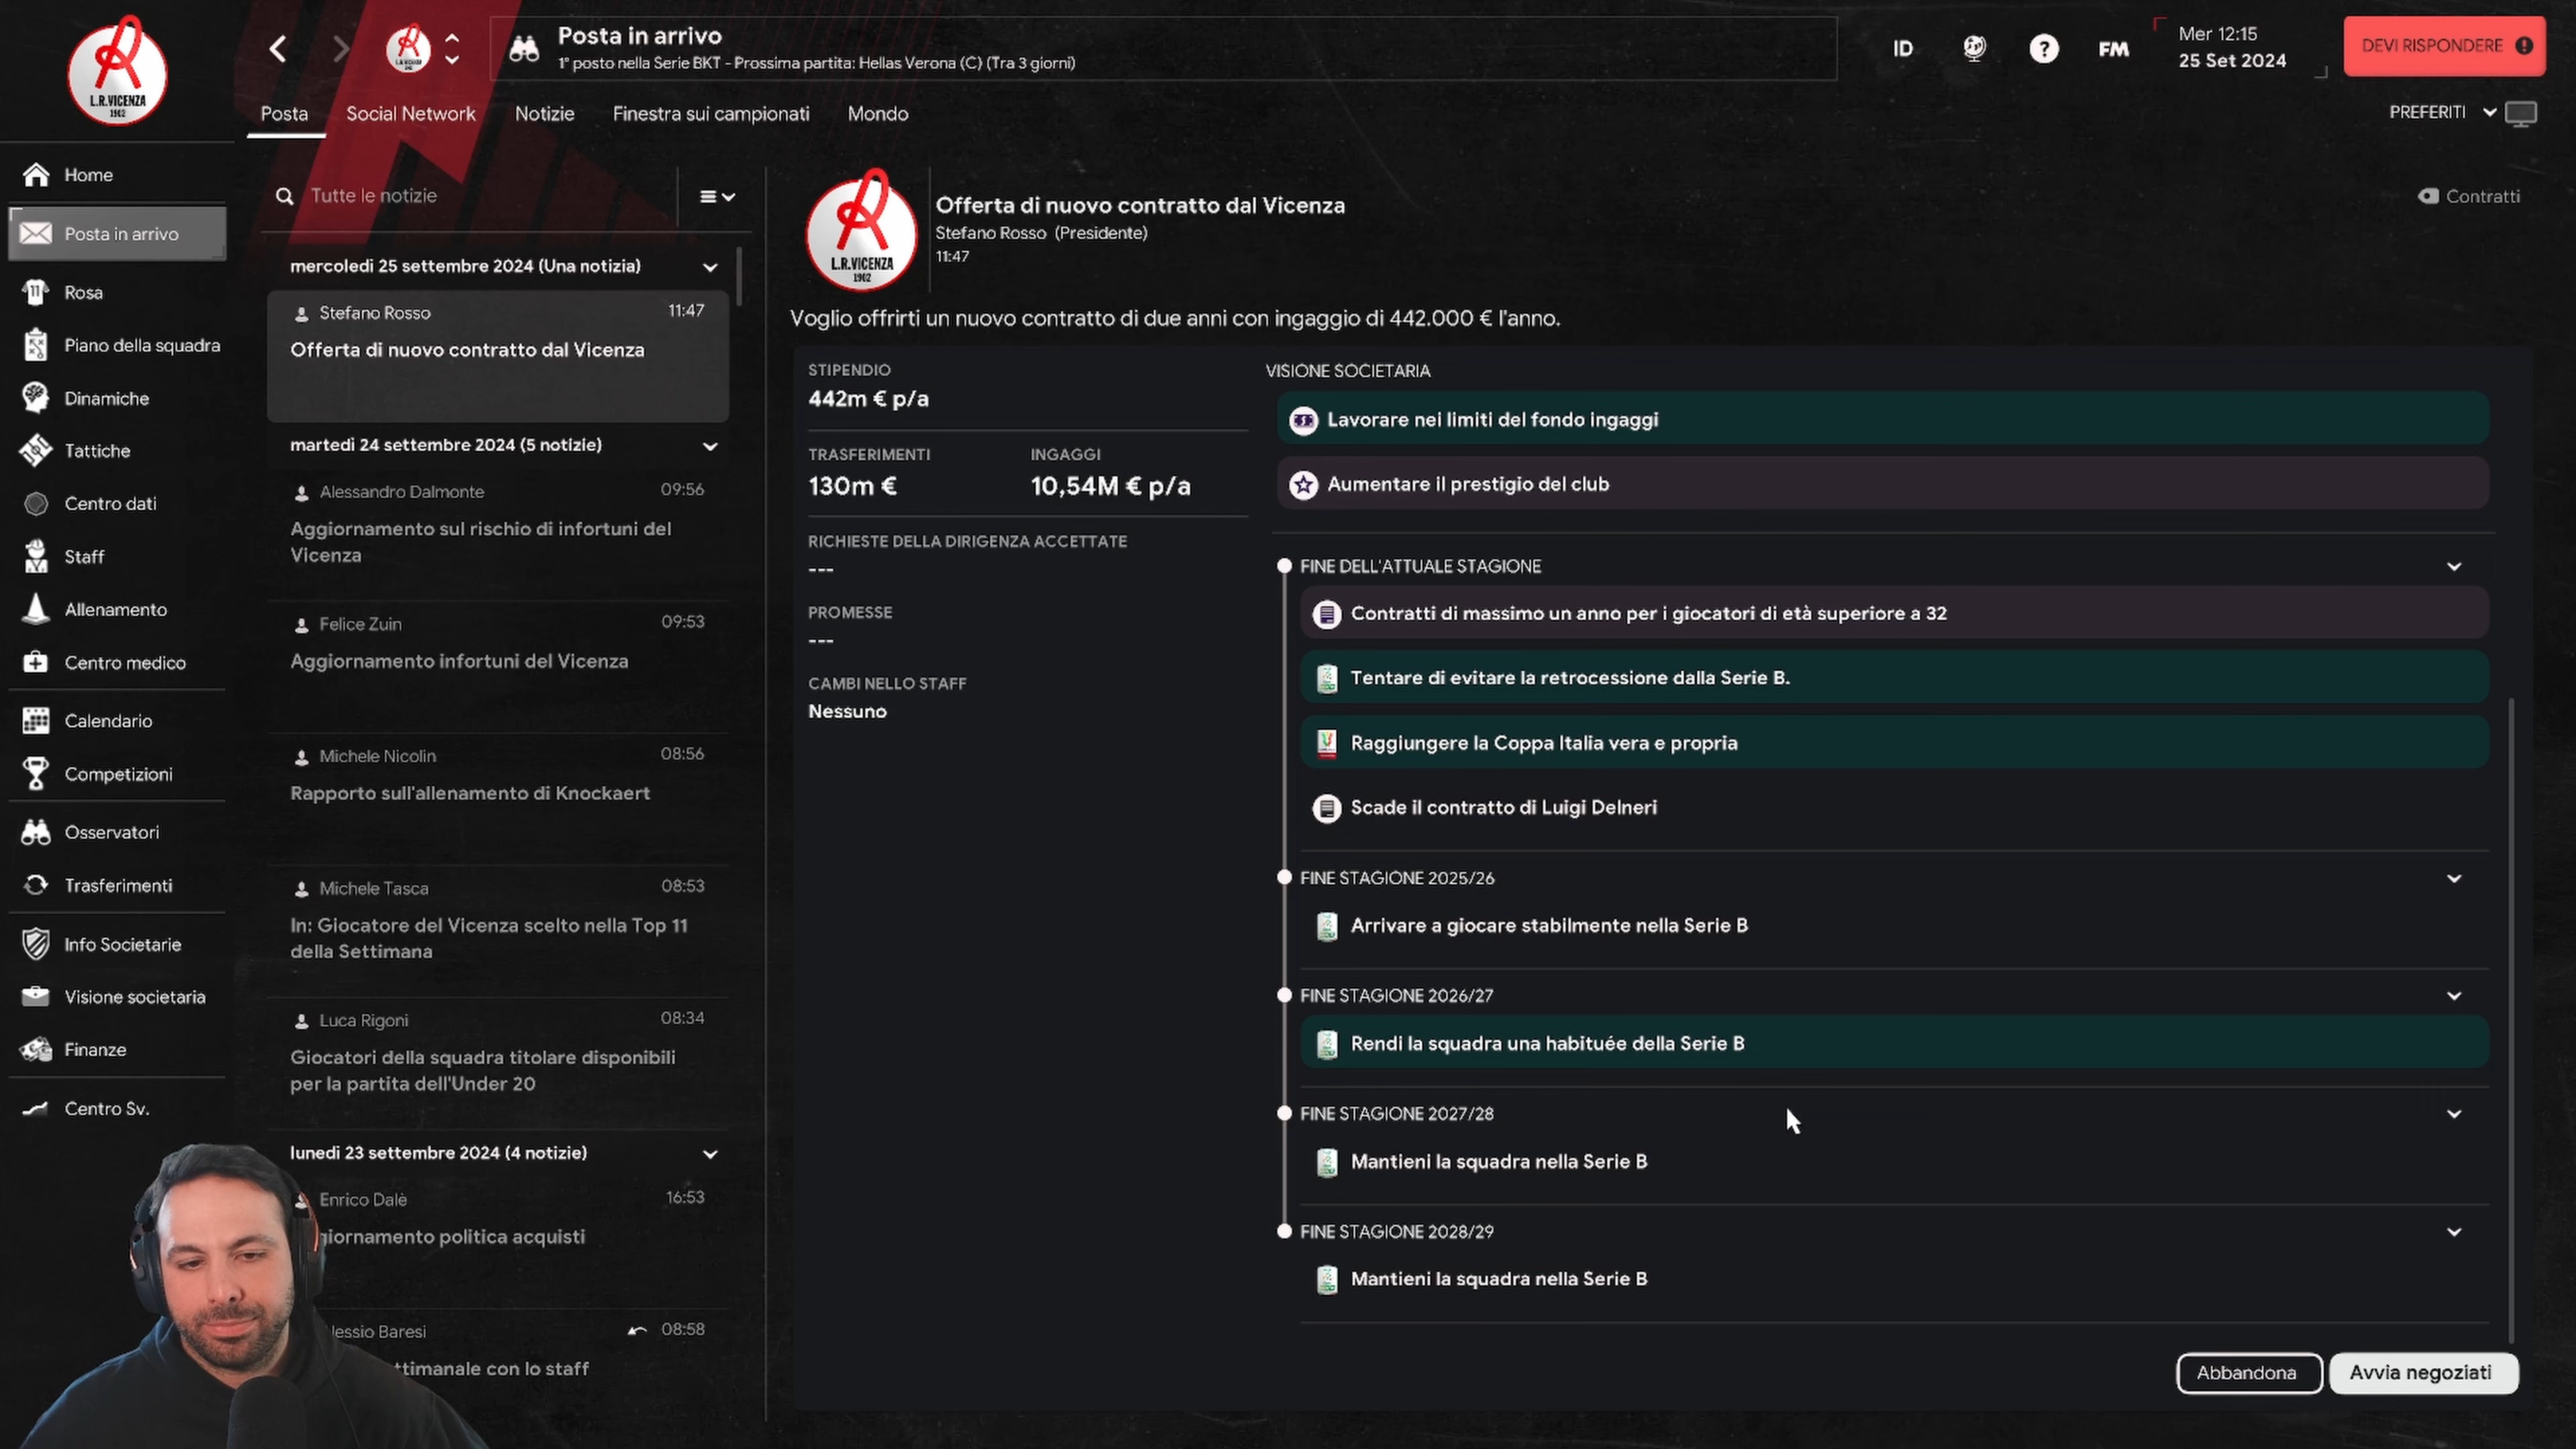 L.R.VICENZA
1902
Posta in arrivo
1° posto nella Serie BKT - Prossima partita: Hellas Verona (C) (Tra 3 giorni)
ID
?
FM
Mer 12:15
25 Set 2024
DEVI RISPONDERE
Posta
Social Network
Notizie
Finestra sui campionati
Mondo
PREFERITI
Home
Posta in arrivo
Rosa
Piano della squadra
Dinamiche
Tattiche
Centro dati
Staff
Allenamento
Centro medico
Calendario
Competizioni
Osservatori
Trasferimenti
Info Societarie
Visione societaria
Finanze
Centro Sv.
Tutte le notizie
mercoledì 25 settembre 2024 (Una notizia)
Stefano Rosso 11:47
Offerta di nuovo contratto dal Vicenza
martedì 24 settembre 2024 (5 notizie)
Alessandro Dalmonte 09:56
Aggiornamento sul rischio di infortuni del
Vicenza
Felice Zuin 09:53
Aggiornamento infortuni del Vicenza
Michele Nicolin 08:56
Rapporto sull'allenamento di Knockaert
Michele Tasca 08:53
In: Giocatore del Vicenza scelto nella Top 11
della Settimana
Luca Rigoni 08:34
Giocatori della squadra titolare disponibili
per la partita dell'Under 20
lunedì 23 settembre 2024 (4 notizie)
Enrico Dalè 16:53
giornamento politica acquisti
lessio Baresi 08:58
ttimanale con lo staff
L.R.VICENZA
1902
Offerta di nuovo contratto dal Vicenza
Stefano Rosso (Presidente)
11:47
Contratti
Voglio offrirti un nuovo contratto di due anni con ingaggio di 442.000 € l'anno.
STIPENDIO
442m € p/a
TRASFERIMENTI
130m €
INGAGGI
10,54M € p/a
RICHIESTE DELLA DIRIGENZA ACCETTATE
---
PROMESSE
---
CAMBI NELLO STAFF
Nessuno
VISIONE SOCIETARIA
Lavorare nei limiti del fondo ingaggi
Aumentare il prestigio del club
FINE DELL'ATTUALE STAGIONE
Contratti di massimo un anno per i giocatori di età superiore a 32
Tentare di evitare la retrocessione dalla Serie B.
Raggiungere la Coppa Italia vera e propria
Scade il contratto di Luigi Delneri
FINE STAGIONE 2025/26
Arrivare a giocare stabilmente nella Serie B
FINE STAGIONE 2026/27
Rendi la squadra una habituée della Serie B
FINE STAGIONE 2027/28
Mantieni la squadra nella Serie B
FINE STAGIONE 2028/29
Mantieni la squadra nella Serie B
Abbandona
Avvia negoziati